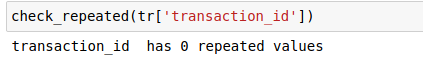 check_repeated(tr['transaction_id'])
transaction_id  has 0 repeated values